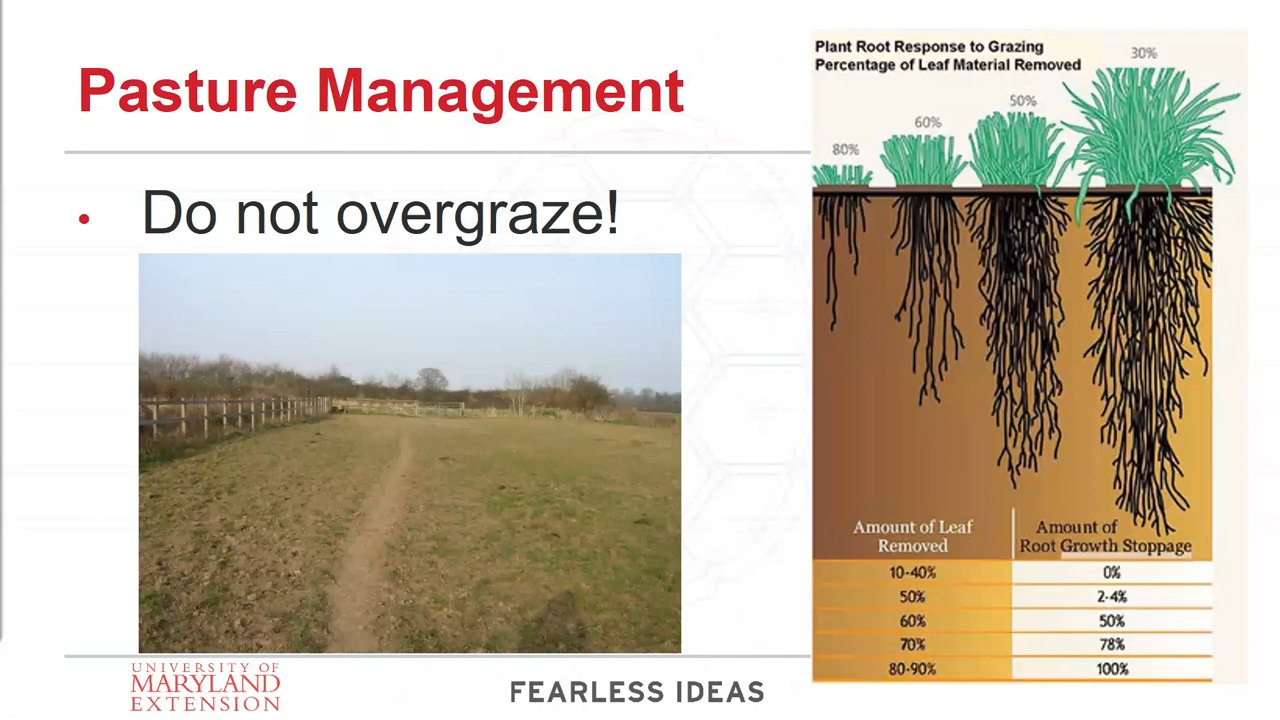 Pasture Management
• Do not overgraze!
Plant Root Response to Grazing
Percentage of Leaf Material Removed
30%
50%
60%
80%
Amount of Leaf
Removed
Amount of
Root Growth Stoppage
10-40% 0%
50% 2-4%
60% 50%
70% 78%
80-90% 100%
UNIVERSITY OF
MARYLAND
EXTENSION
FEARLESS IDEAS